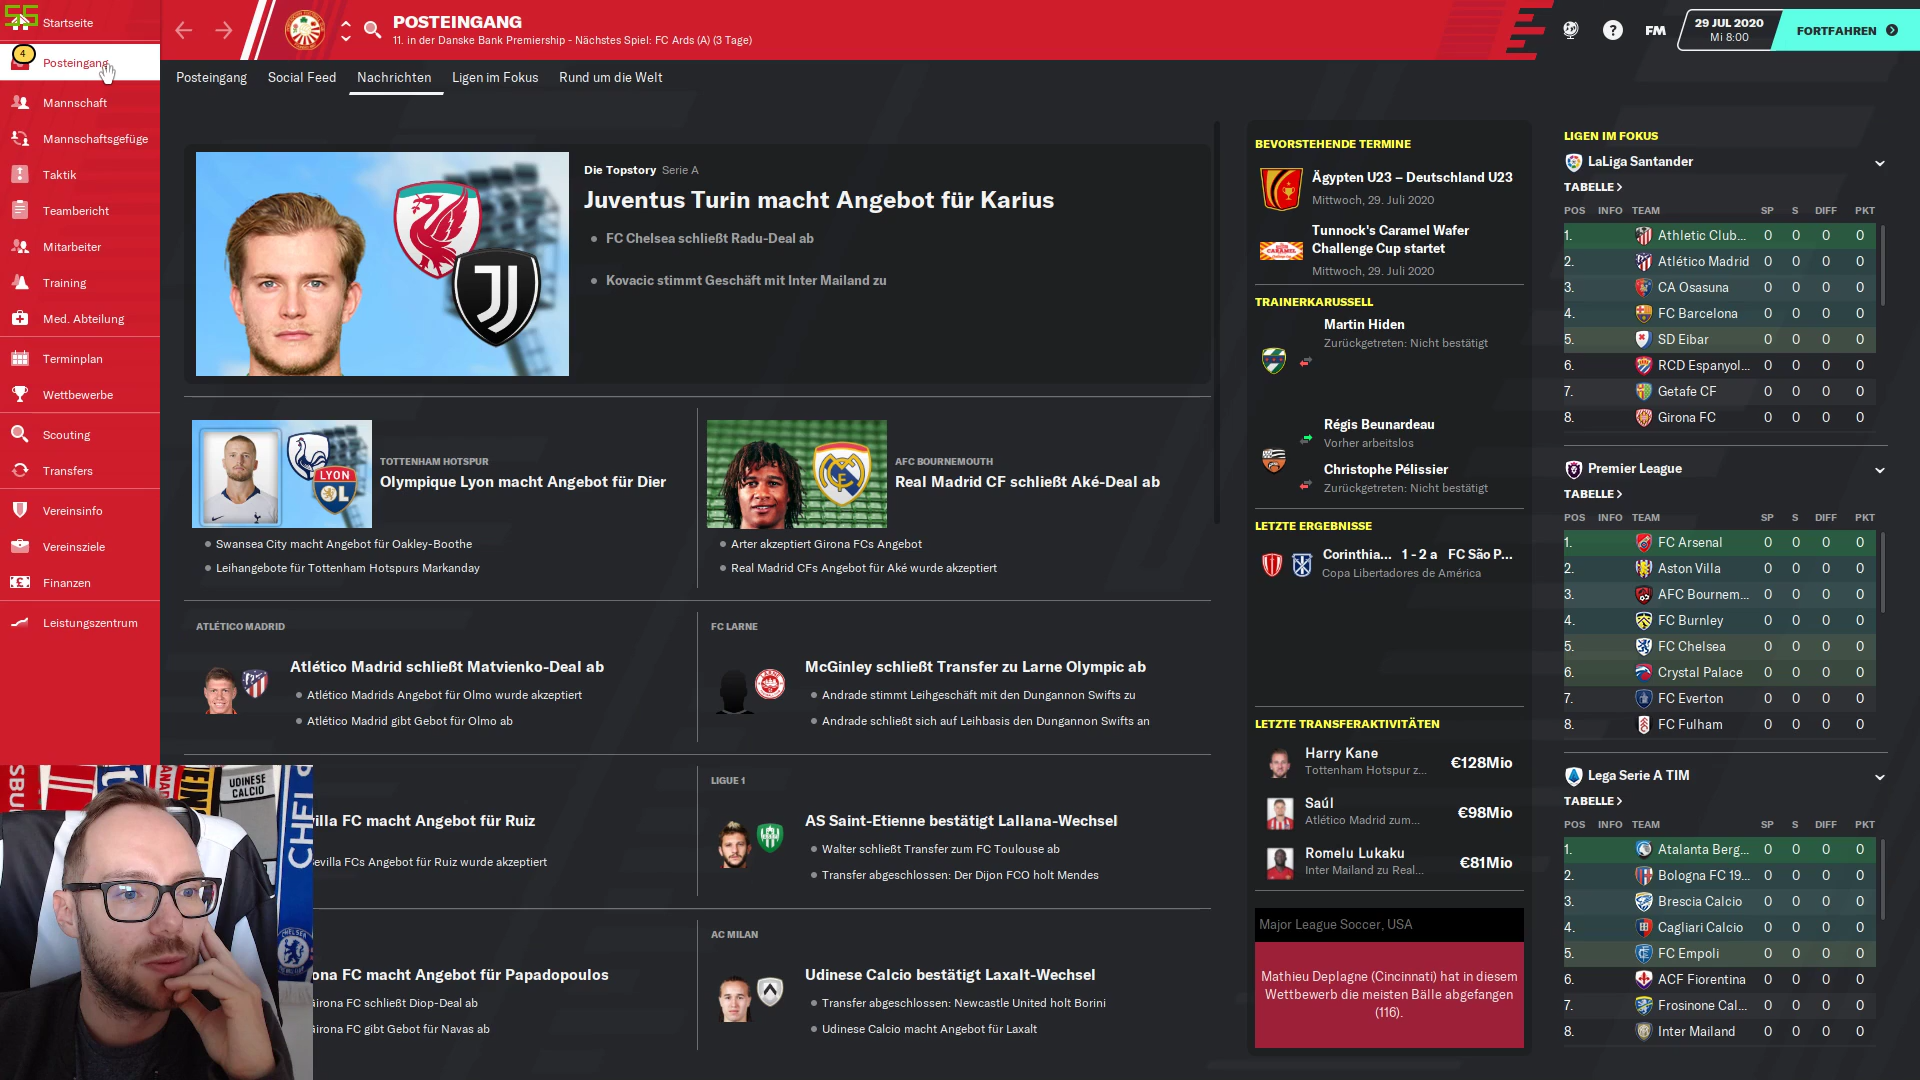 Startseite
4
Posteingang
Mannschaft
Mannschaftsgefüge
Taktik
Teambericht
Mitarbeiter
Training
Med. Abteilung
Terminplan
Wettbewerbe
Scouting
Transfers
Vereinsinfo
Vereinsziele
Finanzen
Leistungszentrum
POSTEINGANG
11. in der Danske Bank Premiership - Nächstes Spiel: FC Ards (A) (3 Tage)
FM
29 JUL 2020
Mi 8:00
FORTFAHREN
Posteingang
Social Feed
Nachrichten
Ligen im Fokus
Rund um die Welt
Die Topstory Serie A
Juventus Turin macht Angebot für Karius
FC Chelsea schließt Radu-Deal ab
Kovacic stimmt Geschäft mit Inter Mailand zu
TOTTENHAM HOTSPUR
Olympique Lyon macht Angebot für Dier
Swansea City macht Angebot für Oakley-Boothe
Leihangebote für Tottenham Hotspurs Markanday
AFC BOURNEMOUTH
Real Madrid CF schließt Aké-Deal ab
Arter akzeptiert Girona FCs Angebot
Real Madrid CFs Angebot für Aké wurde akzeptiert
ATLÉTICO MADRID
Atlético Madrid schließt Matvienko-Deal ab
Atlético Madrids Angebot für Olmo wurde akzeptiert
Atlético Madrid gibt Gebot für Olmo ab
FC LARNE
McGinley schließt Transfer zu Larne Olympic ab
Andrade stimmt Leihgeschäft mit den Dungannon Swifts zu
Andrade schließt sich auf Leihbasis den Dungannon Swifts an
illa FC macht Angebot für Ruiz
evilla FCs Angebot für Ruiz wurde akzeptiert
LIGUE 1
AS Saint-Etienne bestätigt Lallana-Wechsel
Walter schließt Transfer zum FC Toulouse ab
Transfer abgeschlossen: Der Dijon FCO holt Mendes
ona FC macht Angebot für Papadopoulos
irona FC schließt Diop-Deal ab
irona FC gibt Gebot für Navas ab
AC MILAN
Udinese Calcio bestätigt Laxalt-Wechsel
Transfer abgeschlossen: Newcastle United holt Borini
Udinese Calcio macht Angebot für Laxalt
BEVORSTEHENDE TERMINE
Ägypten U23 – Deutschland U23
Mittwoch, 29. Juli 2020
Tunnock's Caramel Wafer
Challenge Cup startet
Mittwoch, 29. Juli 2020
TRAINERKARUSSELL
Martin Hiden
Zurückgetreten: Nicht bestätigt
Régis Beunardeau
Vorher arbeitslos
Christophe Pélissier
Zurückgetreten: Nicht bestätigt
LETZTE ERGEBNISSE
Corinthia... 1 - 2 a FC São P...
Copa Libertadores de América
LETZTE TRANSFERAKTIVITÄTEN
Harry Kane
Tottenham Hotspur z...
€128Mio
Saúl
Atlético Madrid zum...
€98Mio
Romelu Lukaku
Inter Mailand zu Real...
€81Mio
Major League Soccer, USA
Mathieu Deplagne (Cincinnati) hat in diesem
Wettbewerb die meisten Bälle abgefangen
(116).
LIGEN IM FOKUS
LaLiga Santander
TABELLE
POS INFO TEAM SP S DIFF PKT
1. Athletic Club... 0 0 0 0
2. Atlético Madrid 0 0 0 0
3. CA Osasuna 0 0 0 0
4. FC Barcelona 0 0 0 0
5. SD Eibar 0 0 0 0
6. RCD Espanyol... 0 0 0 0
7. Getafe CF 0 0 0 0
8. Girona FC 0 0 0 0
Premier League
TABELLE
POS INFO TEAM SP S DIFF PKT
1. FC Arsenal 0 0 0 0
2. Aston Villa 0 0 0 0
3. AFC Bournem... 0 0 0 0
4. FC Burnley 0 0 0 0
5. FC Chelsea 0 0 0 0
6. Crystal Palace 0 0 0 0
7. FC Everton 0 0 0 0
8. FC Fulham 0 0 0 0
Lega Serie A TIM
TABELLE
POS INFO TEAM SP S DIFF PKT
1. Atalanta Berg... 0 0 0 0
2. Bologna FC 19... 0 0 0 0
3. Brescia Calcio 0 0 0 0
4. Cagliari Calcio 0 0 0 0
5. FC Empoli 0 0 0 0
6. ACF Fiorentina 0 0 0 0
7. Frosinone Cal... 0 0 0 0
8. Inter Mailand 0 0 0 0
LYON
OL
UDINESE
CALCIO
CHEL